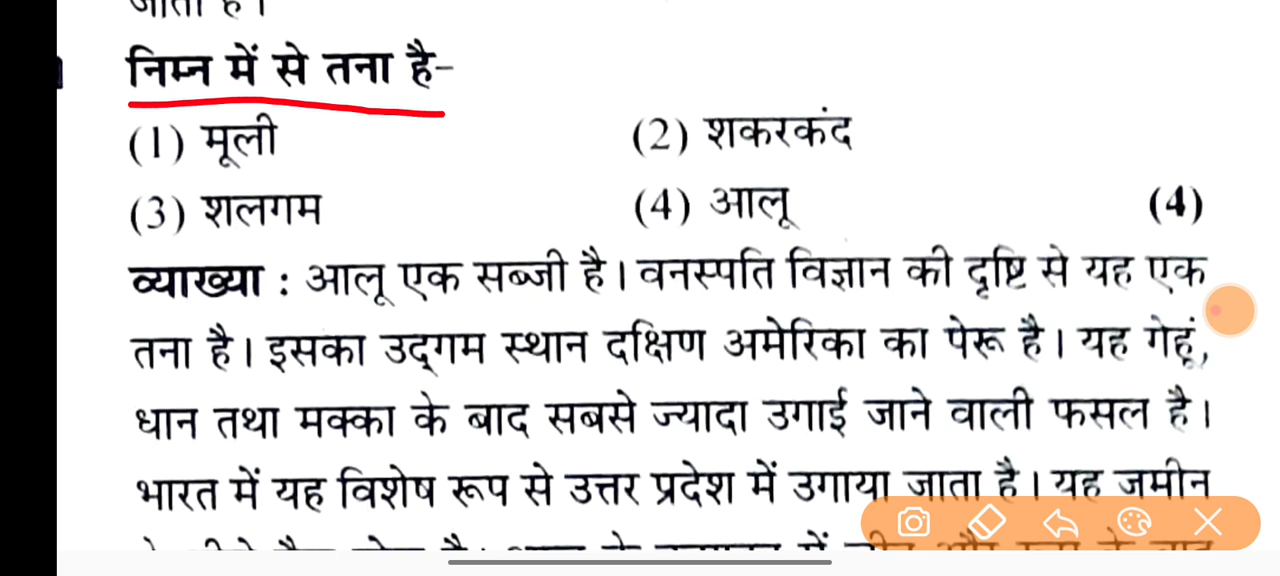 जाता है।
निम्न में से तना है-
(1) मूली (2) शकरकंद
(3) शलगम (4) आलू (4)
व्याख्या : आलू एक सब्जी है। वनस्पति विज्ञान की दृष्टि से यह एक
तना है। इसका उद्गम स्थान दक्षिण अमेरिका का पेरू है। यह गेहूं,
धान तथा मक्का के बाद सबसे ज्यादा उगाई जाने वाली फसल है।
भारत में यह विशेष रूप से उत्तर प्रदेश में उगाया जाता है। यह जमीन